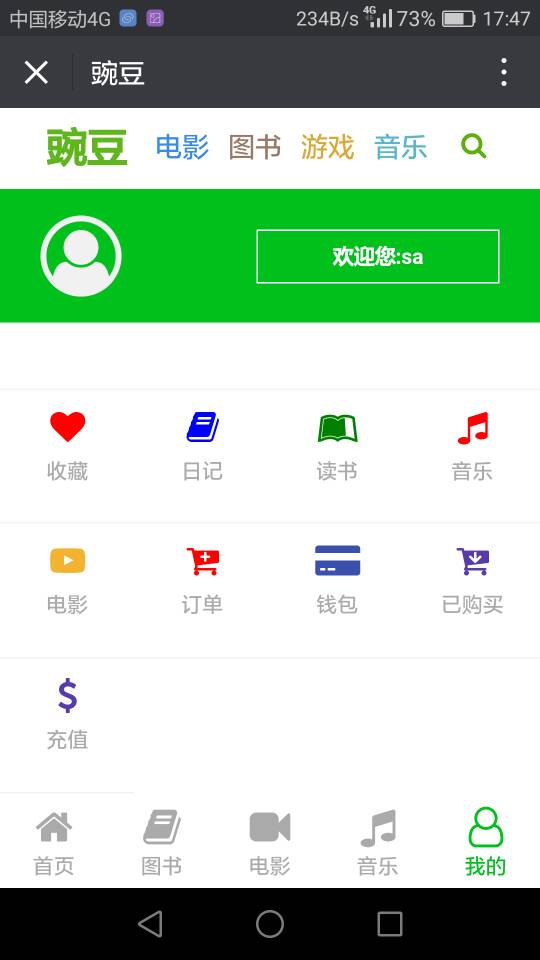 中国移动4G 234B/s 4G 73% 17:47
豌豆
豌豆 电影 图书 游戏 音乐
欢迎您:sa
收藏 日记 读书 音乐
电影 订单 钱包 已购买
充值
首页 图书 电影 音乐 我的